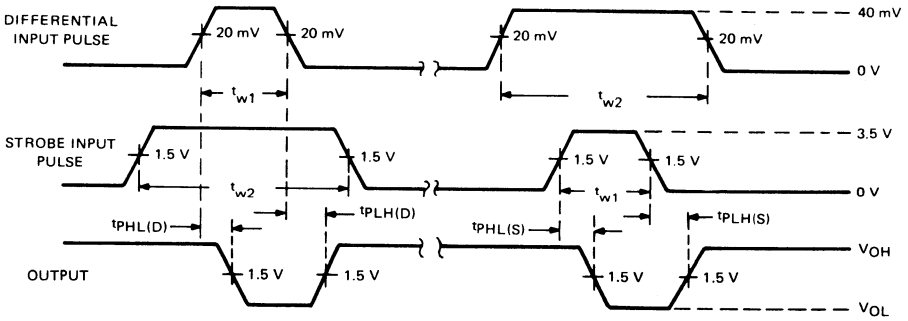 DIFFERENTIAL
INPUT PULSE
20 mV
20 mV
20 mV
20 mV
40 mV
0 V
tw1
tw2
STROBE INPUT
PULSE
1.5 V
1.5 V
1.5 V
1.5 V
3.5 V
0 V
tw2
tw1
tPHL(D)
tPLH(D)
tPHL(S)
tPLH(S)
OUTPUT
1.5 V
1.5 V
1.5 V
1.5 V
VOH
VOL